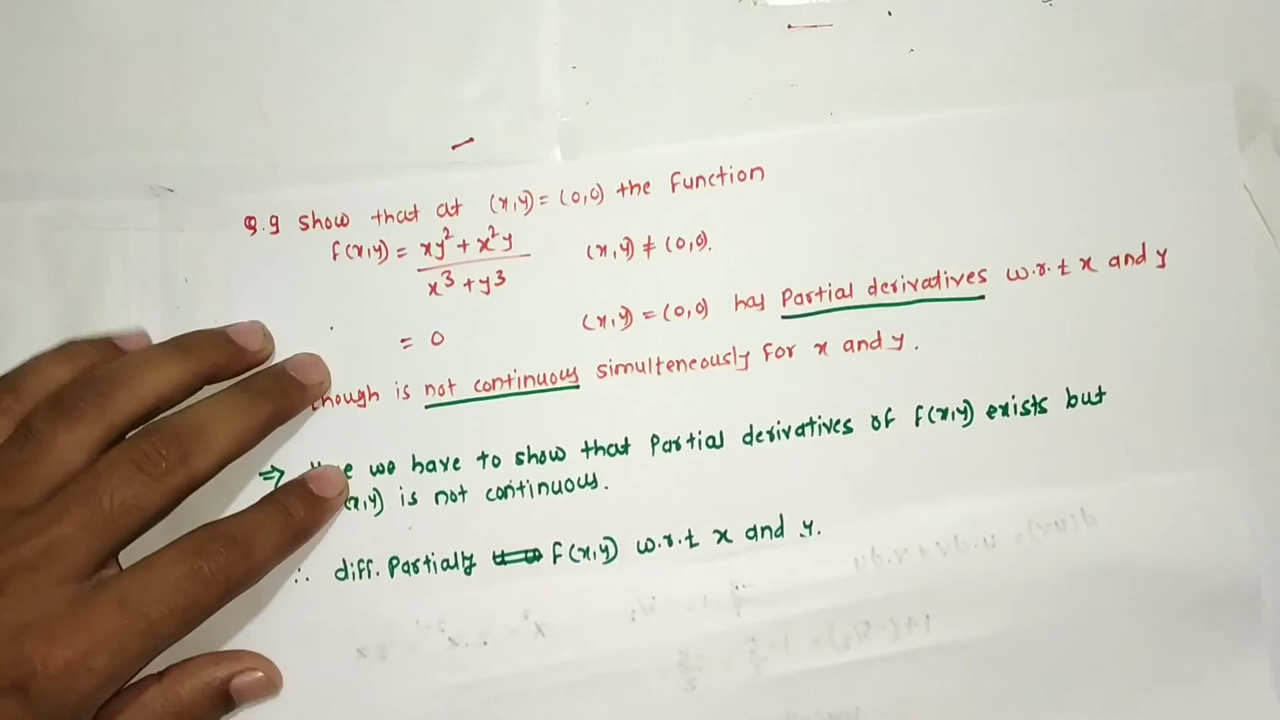 Q.9 show that at (x,y) = (0,0) the Function
f(x,y) = xy² + x²y / x³ + y³ (x,y) ≠ (0,0).
= 0 (x,y) = (0,0) has Partial derivatives w.r.t x and y
though is not continuous simulteneously For x and y.
⇒ we have to show that Partial derivatives of f(x,y) exists but
(x,y) is not continuous.
∴ diff. Partially f(x,y) w.r.t x and y.